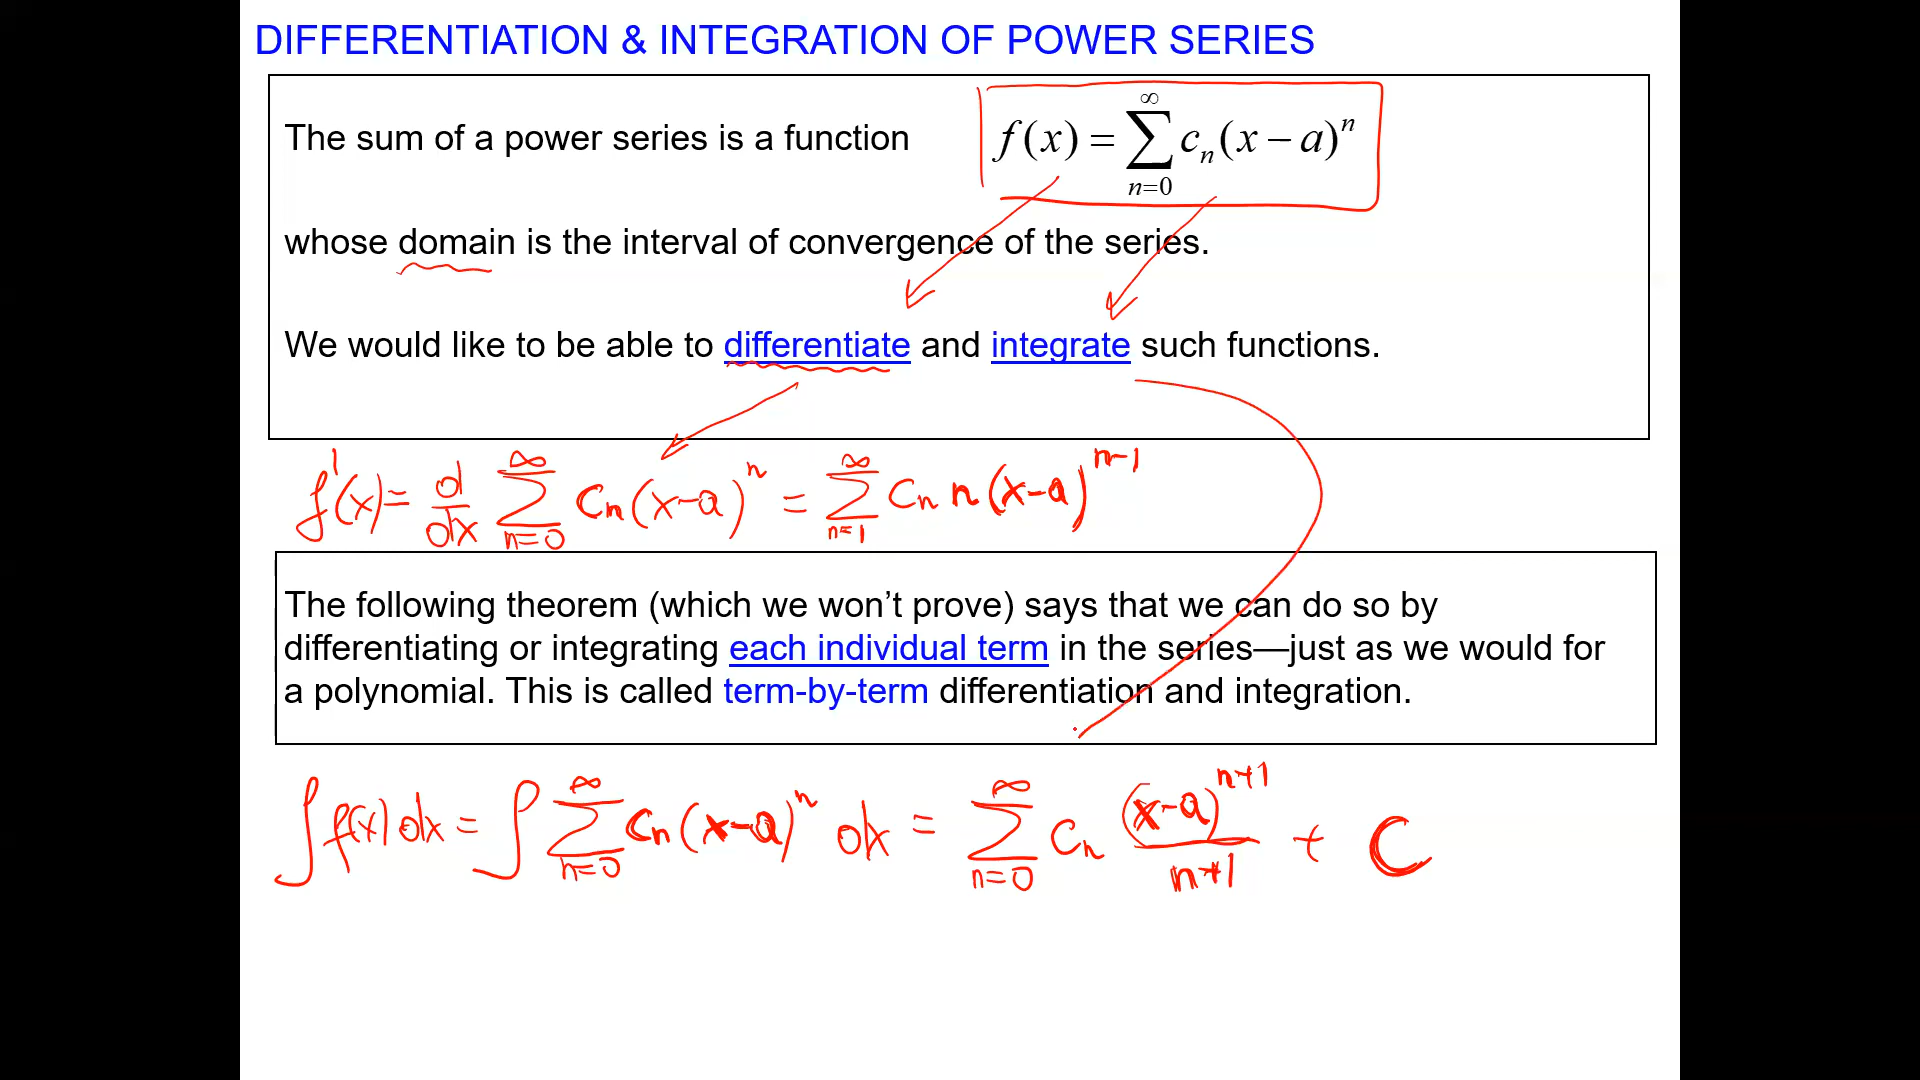 DIFFERENTIATION & INTEGRATION OF POWER SERIES
The sum of a power series is a function f(x) = ∑_{n=0}^{∞} c_n (x − a)^n
whose domain is the interval of convergence of the series.
We would like to be able to differentiate and integrate such functions.
f'(x) = d/dx ∑_{n=0}^{∞} c_n (x-a)^n = ∑_{n=1}^{∞} c_n n (x-a)^{n-1}
The following theorem (which we won’t prove) says that we can do so by
differentiating or integrating each individual term in the series—just as we would for
a polynomial. This is called term-by-term differentiation and integration.
∫ f(x) dx = ∫ ∑_{n=0}^{∞} c_n (x-a)^n dx = ∑_{n=0}^{∞} c_n (x-a)^{n+1}/(n+1) + C